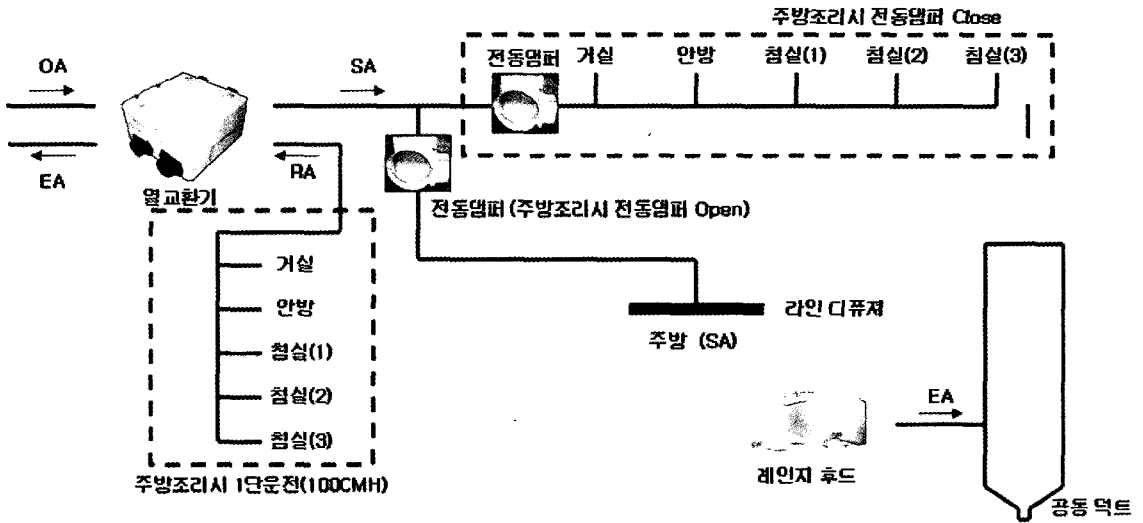 주방조리시 전동댐퍼 Close
전동댐퍼 거실 안방 침실(1) 침실(2) 침실(3)
OA SA
EA RA
열교환기
전동댐퍼 (주방조리시 전동댐퍼 Open)
거실
안방
침실(1)
침실(2)
침실(3)
라인 디퓨져
주방 (SA)
EA
레인지 후드
주방조리시 1단운전(100CMH)
공동 덕트